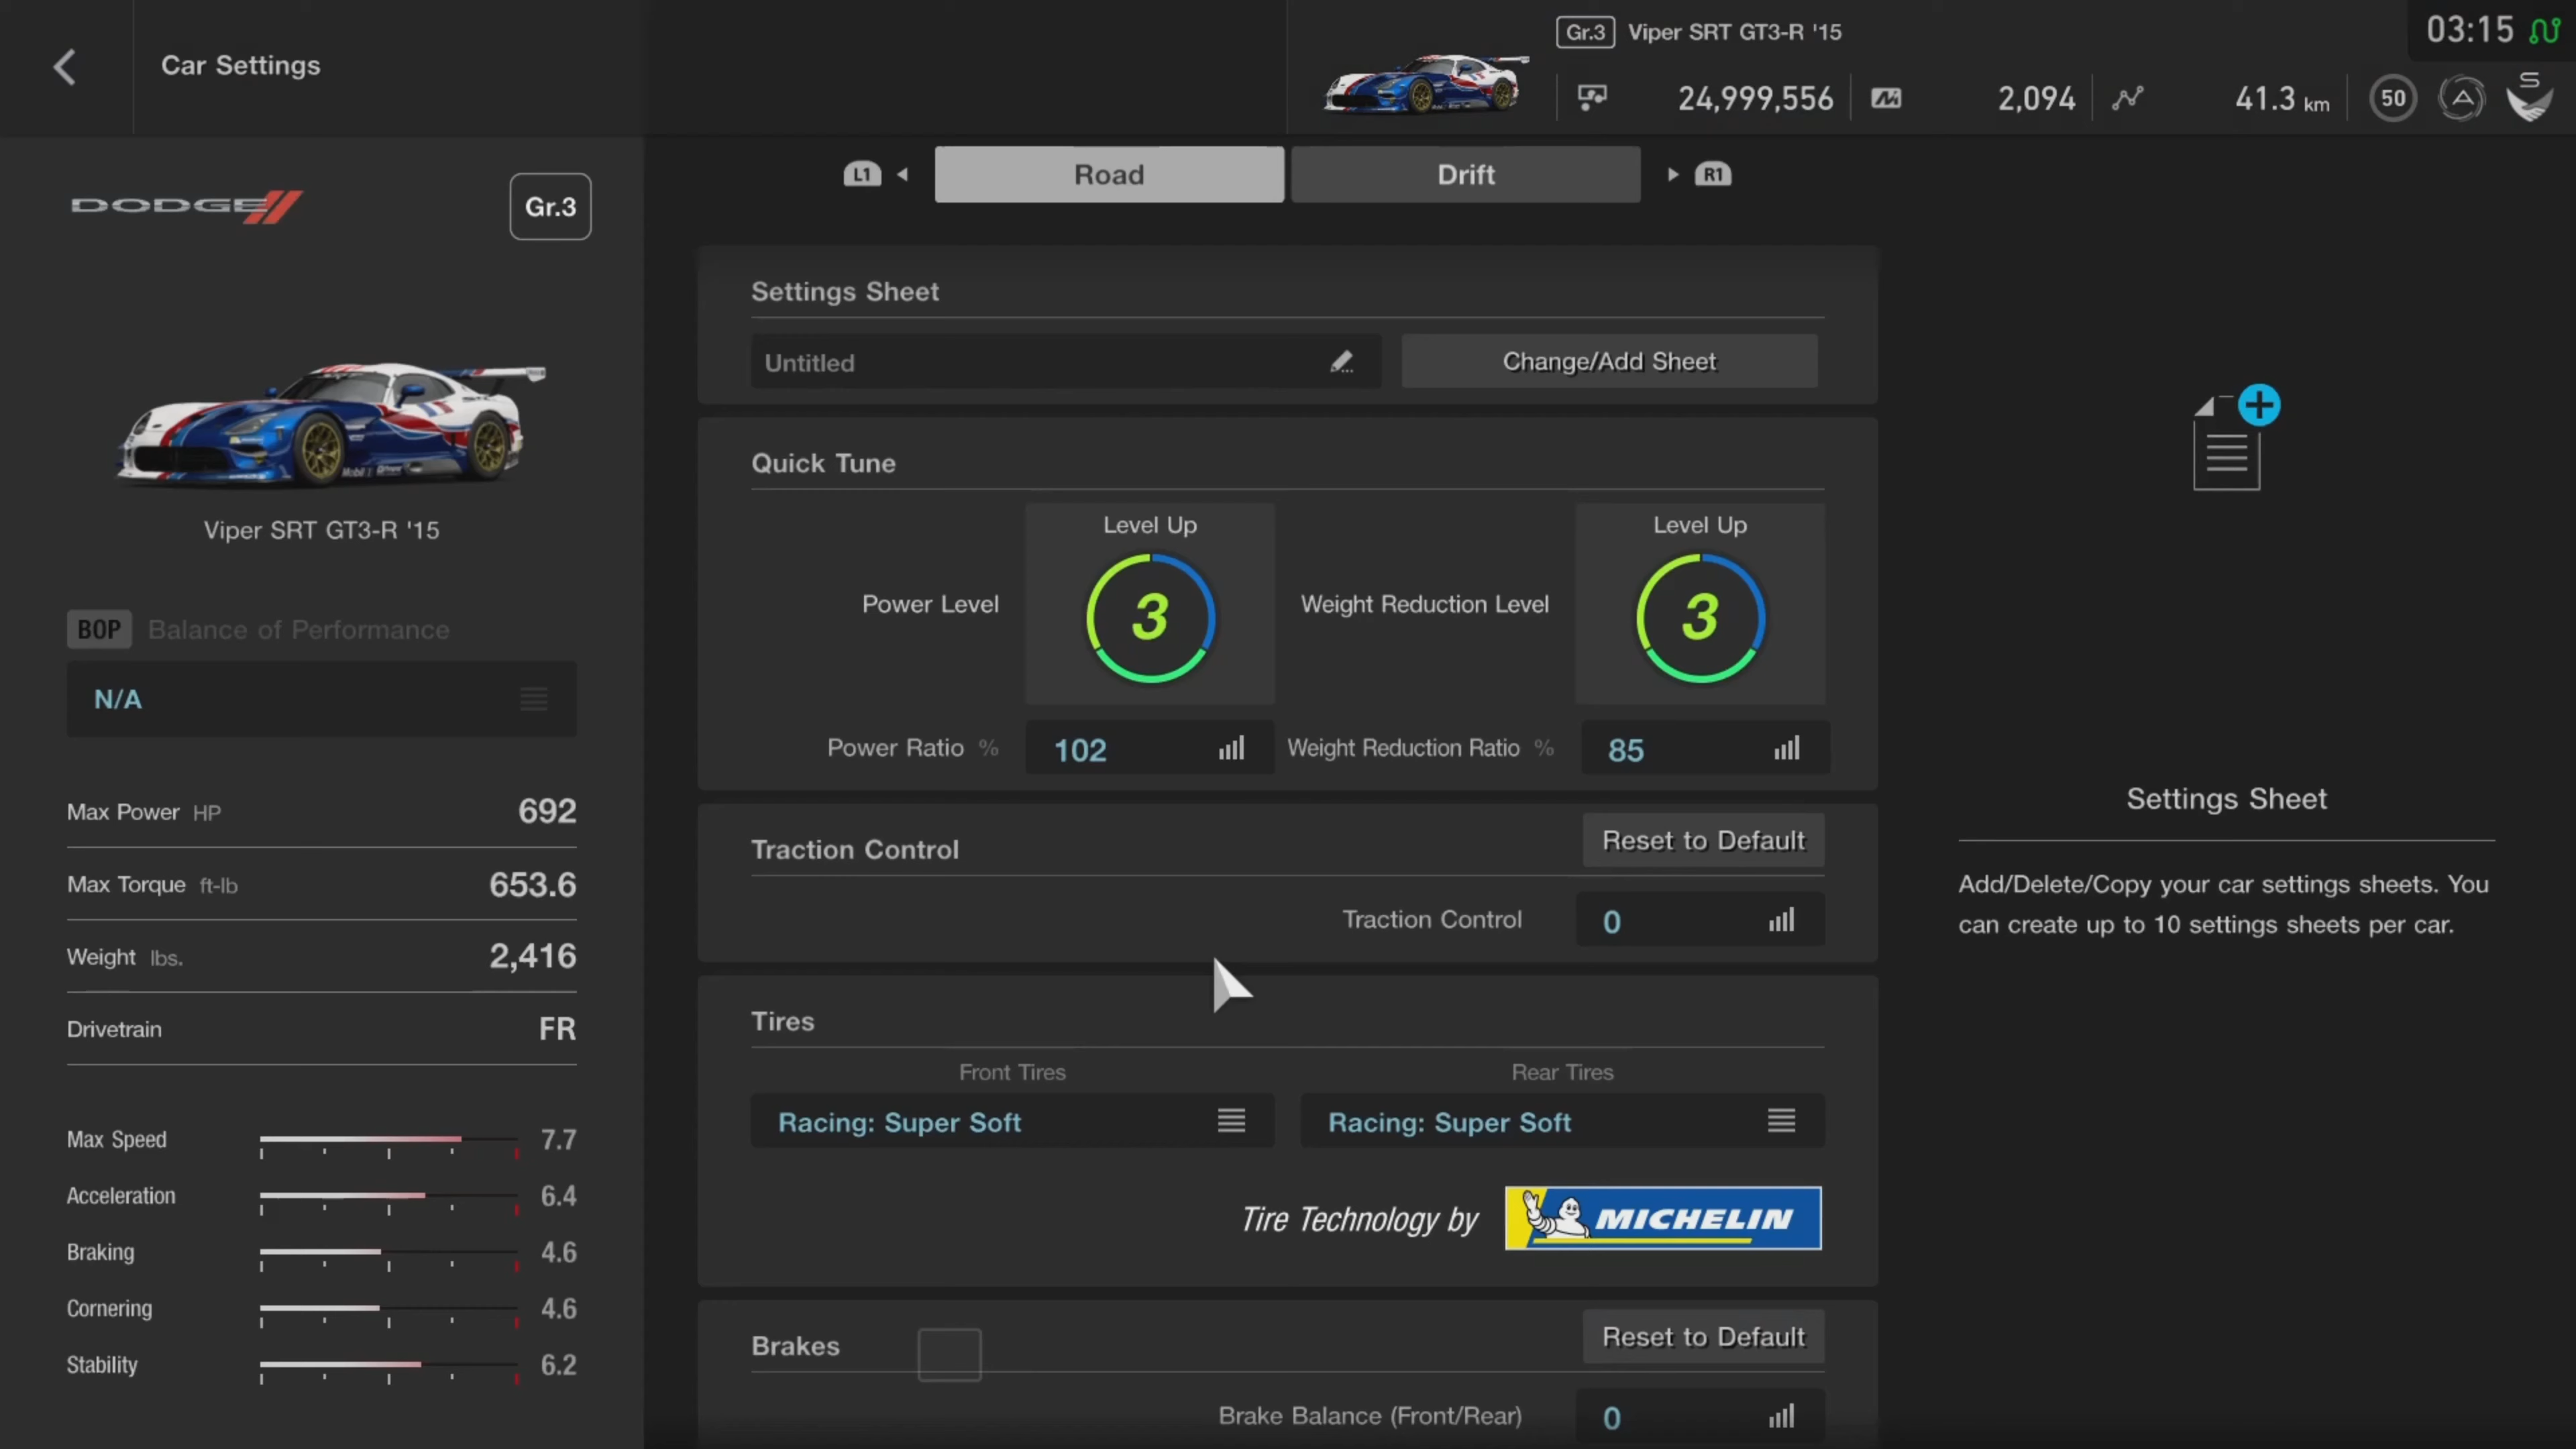 Car Settings
Gr.3 Viper SRT GT3-R '15
03:15
24,999,556
2,094
41.3 km
50
A
S
L1
Road
Drift
R1
DODGE
Gr.3
Viper SRT GT3-R '15
BOP Balance of Performance
N/A
Max Power HP 692
Max Torque ft-lb 653.6
Weight lbs. 2,416
Drivetrain FR
Max Speed 7.7
Acceleration 6.4
Braking 4.6
Cornering 4.6
Stability 6.2
Settings Sheet
Untitled
Change/Add Sheet
Quick Tune
Level Up
Level Up
Power Level 3
Weight Reduction Level 3
Power Ratio % 102
Weight Reduction Ratio % 85
Traction Control
Reset to Default
Traction Control 0
Tires
Front Tires
Rear Tires
Racing: Super Soft
Racing: Super Soft
Tire Technology by MICHELIN
Brakes
Reset to Default
Brake Balance (Front/Rear) 0
Settings Sheet
Add/Delete/Copy your car settings sheets. You
can create up to 10 settings sheets per car.